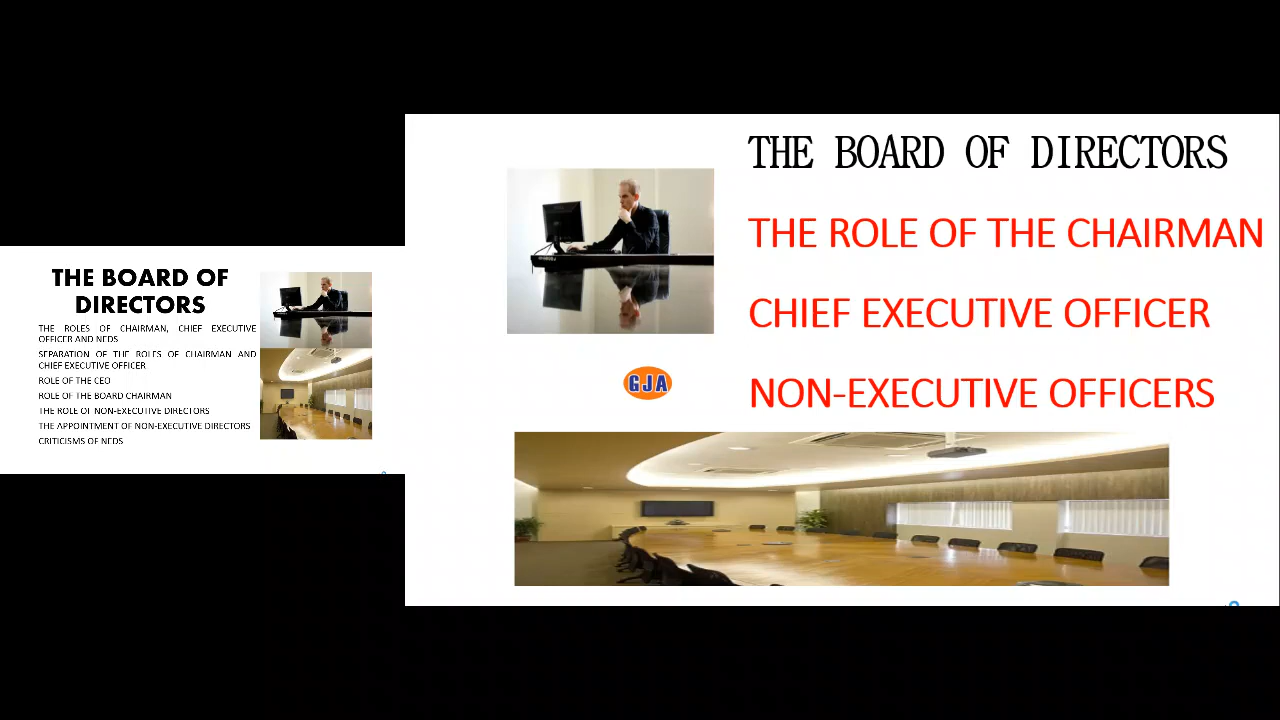 THE BOARD OF
DIRECTORS
THE ROLES OF CHAIRMAN, CHIEF EXECUTIVE
OFFICER AND NEDS
SEPARATION OF THE ROLES OF CHAIRMAN AND
CHIEF EXECUTIVE OFFICER
ROLE OF THE CEO
ROLE OF THE BOARD CHAIRMAN
THE ROLE OF NON-EXECUTIVE DIRECTORS
THE APPOINTMENT OF NON-EXECUTIVE DIRECTORS
CRITICISMS OF NEDS
THE BOARD OF DIRECTORS
THE ROLE OF THE CHAIRMAN
CHIEF EXECUTIVE OFFICER
NON-EXECUTIVE OFFICERS
GJA